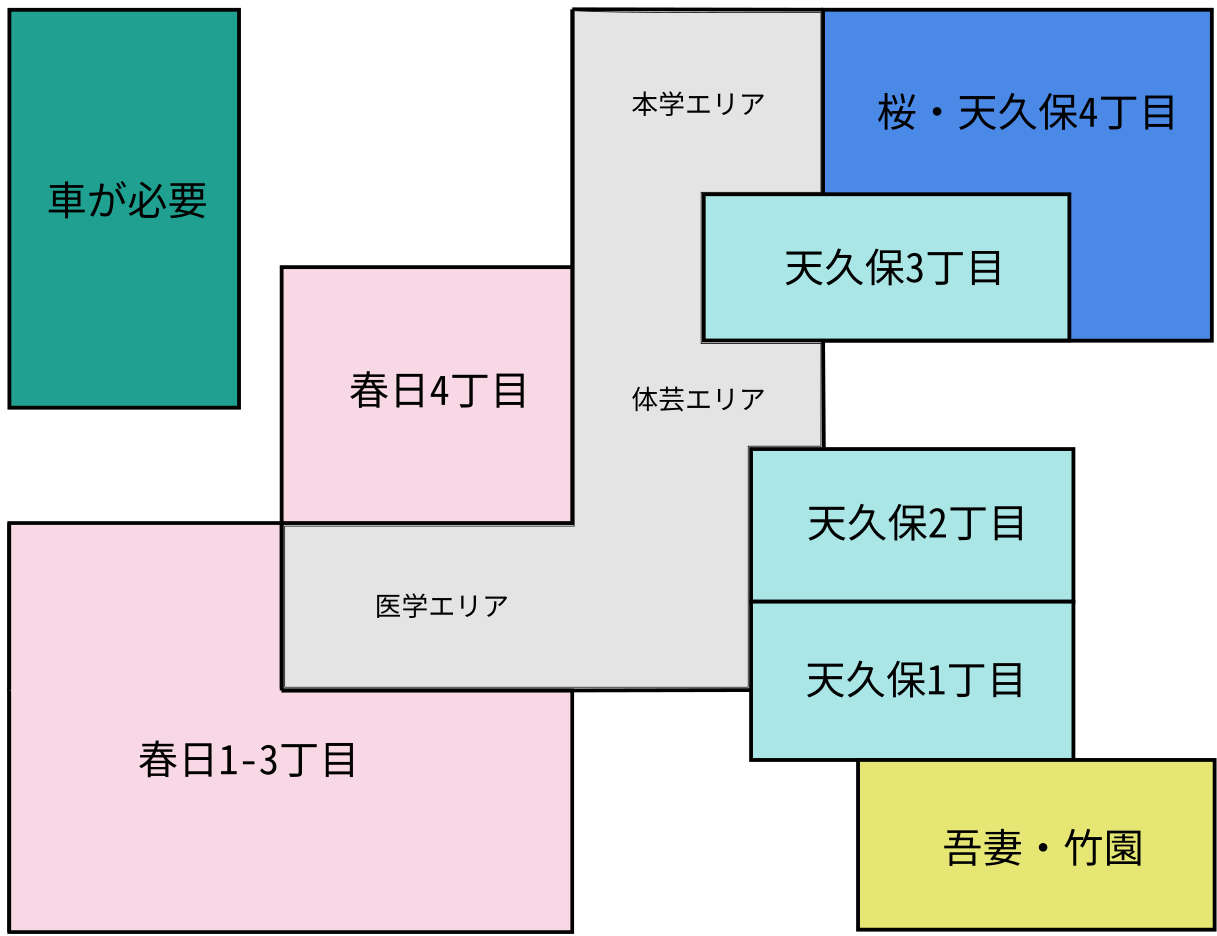 本学エリア
桜・天久保4丁目
車が必要
天久保3丁目
春日4丁目
体芸エリア
天久保2丁目
医学エリア
天久保1丁目
春日1-3丁目
吾妻・竹園